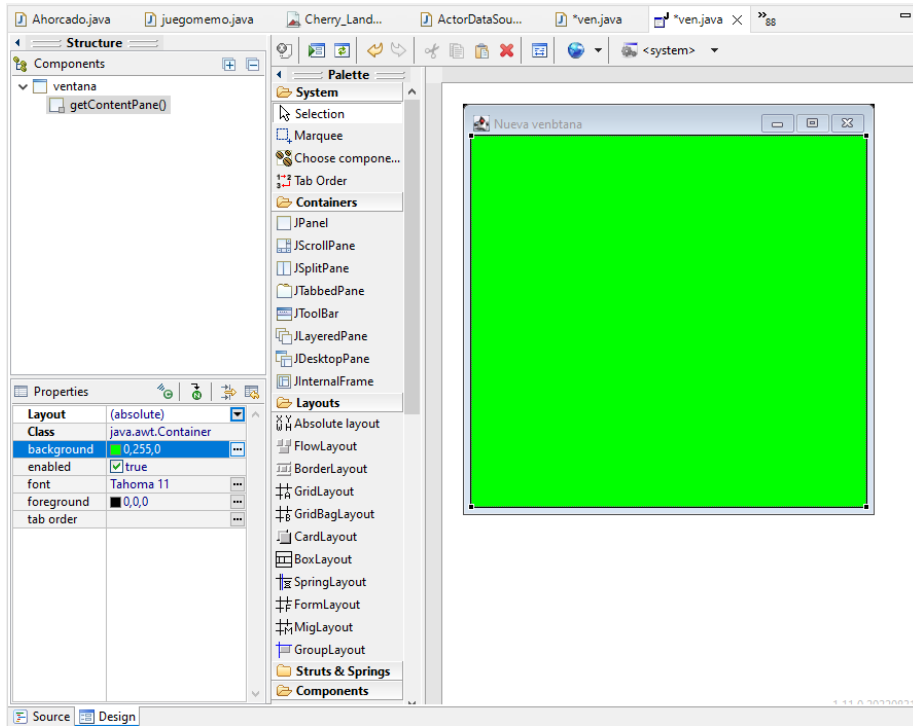 Ahorcado.java
juegomemo.java
Cherry_Land...
ActorDataSou...
*ven.java
*ven.java
»88
Structure
Components
ventana
getContentPane()
Properties
Layout (absolute)
Class java.awt.Container
background 0,255,0
enabled true
font Tahoma 11
foreground 0,0,0
tab order
<system>
Palette
System
Selection
Marquee
Choose compone...
Tab Order
Containers
JPanel
JScrollPane
JSplitPane
JTabbedPane
JToolBar
JLayeredPane
JDesktopPane
JInternalFrame
Layouts
Absolute layout
FlowLayout
BorderLayout
GridLayout
GridBagLayout
CardLayout
BoxLayout
SpringLayout
FormLayout
MigLayout
GroupLayout
Struts & Springs
Components
Nueva venbtana
Source
Design